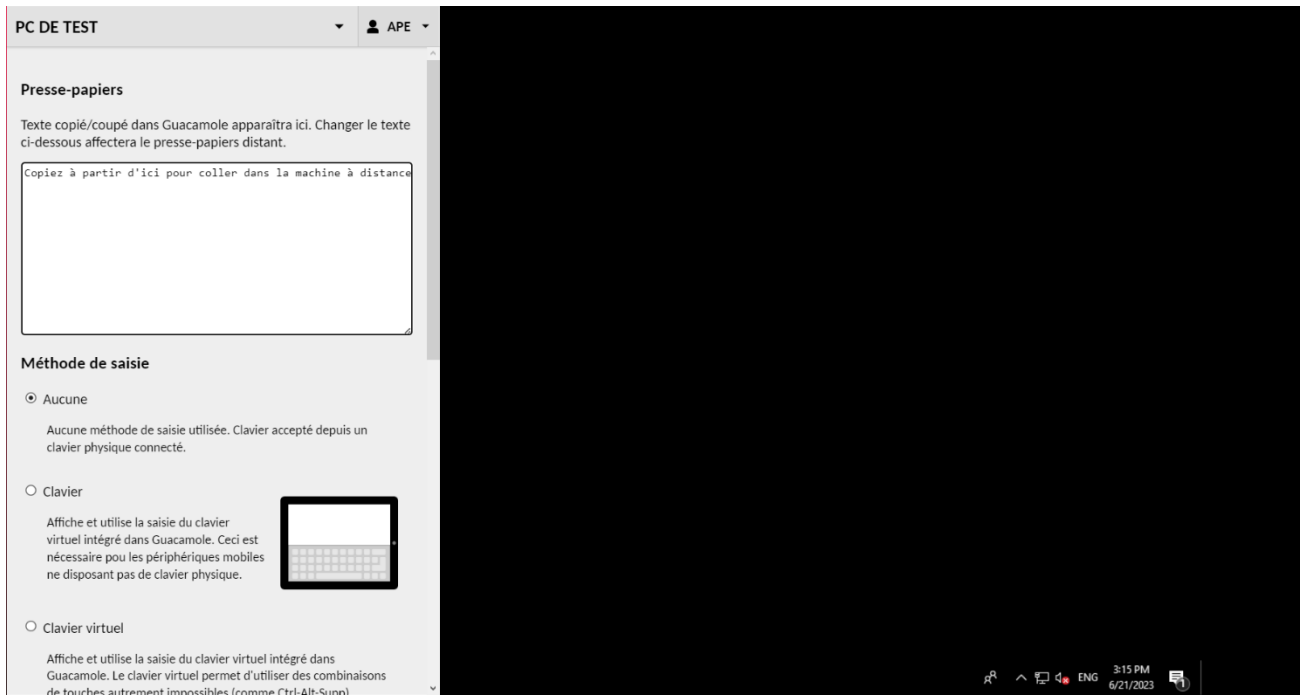 PC DE TEST
APE
Presse-papiers
Texte copié/coupé dans Guacamole apparaîtra ici. Changer le texte
ci-dessous affectera le presse-papiers distant.
Copiez à partir d'ici pour coller dans la machine à distance
Méthode de saisie
Aucune
Aucune méthode de saisie utilisée. Clavier accepté depuis un
clavier physique connecté.
Clavier
Affiche et utilise la saisie du clavier
virtuel intégré dans Guacamole. Ceci est
nécessaire pou les périphériques mobiles
ne disposant pas de clavier physique.
Clavier virtuel
Affiche et utilise la saisie du clavier virtuel intégré dans
Guacamole. Le clavier virtuel permet d'utiliser des combinaisons
de touches autrement impossibles (comme Ctrl-Alt-Supp)
ENG
3:15 PM
6/21/2023
1